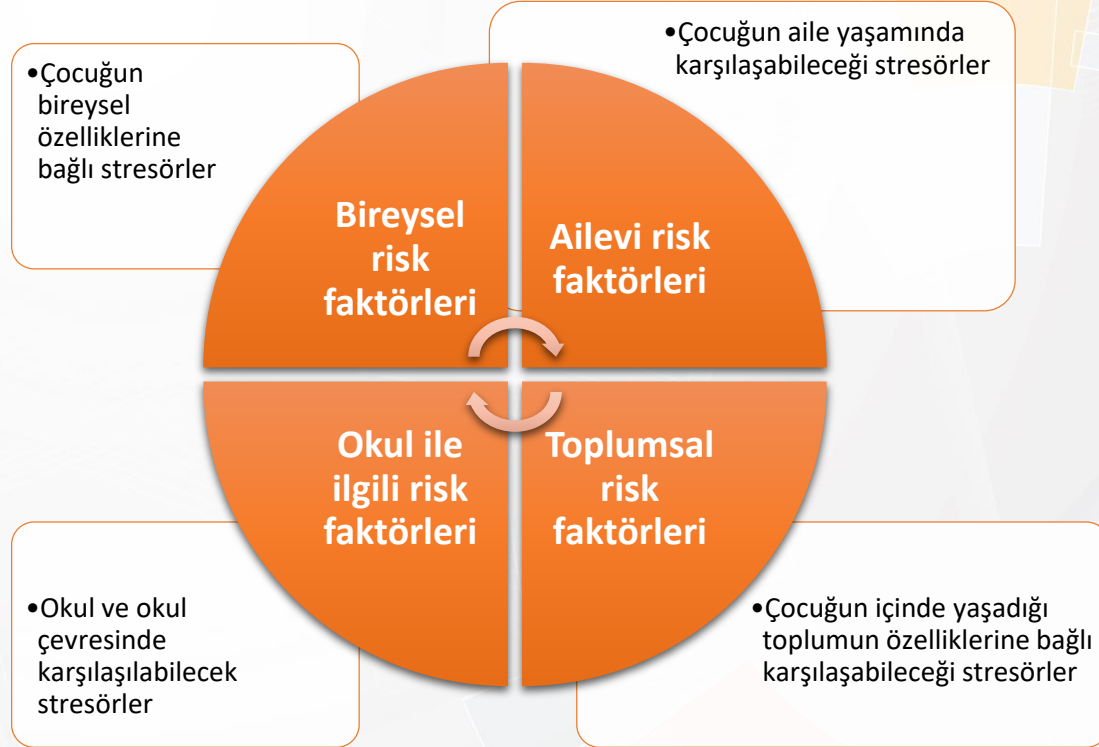 •Çocuğun
bireysel
özelliklerine
bağlı stresörler
•Çocuğun aile yaşamında
karşılaşabileceği stresörler
Bireysel
risk
faktörleri
Ailevi risk
faktörleri
Okul ile
ilgili risk
faktörleri
Toplumsal
risk
faktörleri
•Okul ve okul
çevresinde
karşılaşılabilecek
stresörler
•Çocuğun içinde yaşadığı
toplumun özelliklerine bağlı
karşılaşabileceği stresörler